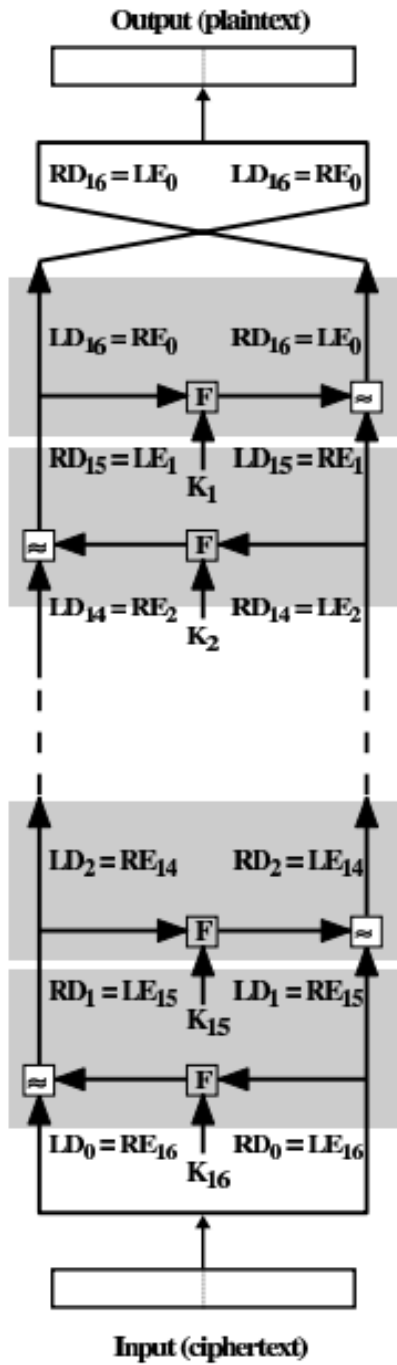 Output (plaintext)
RD₁₆ = LE₀ LD₁₆ = RE₀
LD₁₆ = RE₀ RD₁₆ = LE₀
F ≈
RD₁₅ = LE₁ LD₁₅ = RE₁
K₁
≈ F
LD₁₄ = RE₂ RD₁₄ = LE₂
K₂
LD₂ = RE₁₄ RD₂ = LE₁₄
F ≈
RD₁ = LE₁₅ LD₁ = RE₁₅
K₁₅
≈ F
LD₀ = RE₁₆ RD₀ = LE₁₆
K₁₆
Input (ciphertext)